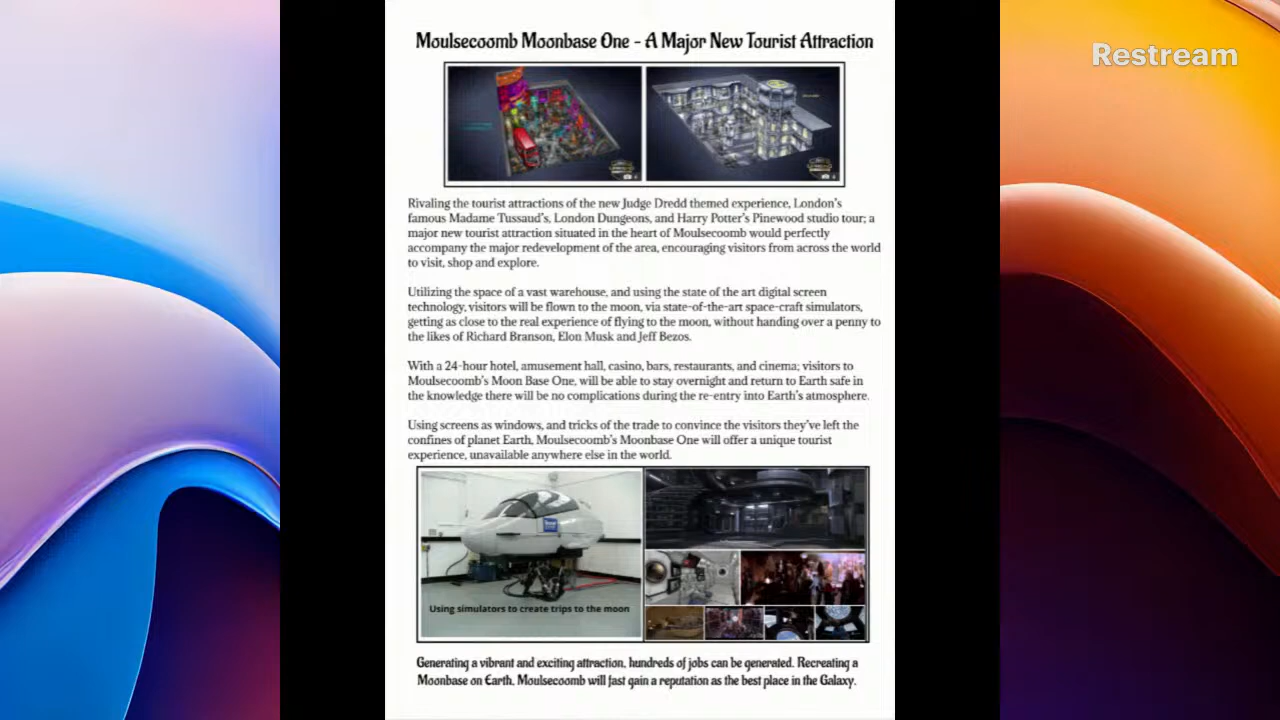 Restream
Moulsecoomb Moonbase One - A Major New Tourist Attraction
Rivaling the tourist attractions of the new Judge Dredd themed experience, London's
famous Madame Tussaud's, London Dungeons, and Harry Potter's Pinewood studio tour; a
major new tourist attraction situated in the heart of Moulsecoomb would perfectly
accompany the major redevelopment of the area, encouraging visitors from across the world
to visit, shop and explore.
Utilizing the space of a vast warehouse, and using the state of the art digital screen
technology, visitors will be flown to the moon, via state-of-the-art space-craft simulators,
getting as close to the real experience of flying to the moon, without handing over a penny to
the likes of Richard Branson, Elon Musk and Jeff Bezos.
With a 24-hour hotel, amusement hall, casino, bars, restaurants, and cinema; visitors to
Moulsecoomb's Moon Base One, will be able to stay overnight and return to Earth safe in
the knowledge there will be no complications during the re-entry into Earth's atmosphere.
Using screens as windows, and tricks of the trade to convince the visitors they've left the
confines of planet Earth, Moulsecoomb's Moonbase One will offer a unique tourist
experience, unavailable anywhere else in the world.
Using simulators to create trips to the moon
Generating a vibrant and exciting attraction, hundreds of jobs can be generated. Recreating a
Moonbase on Earth, Moulsecoomb will fast gain a reputation as the best place in the Galaxy.